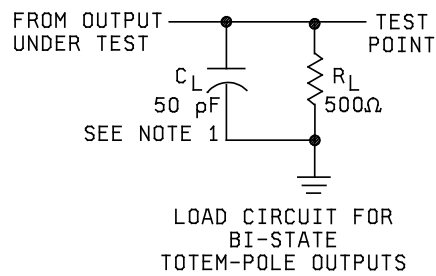 FROM OUTPUT
UNDER TEST
TEST
POINT
CL
50 pF
SEE NOTE 1
RL
500Ω
LOAD CIRCUIT FOR
BI-STATE
TOTEM-POLE OUTPUTS